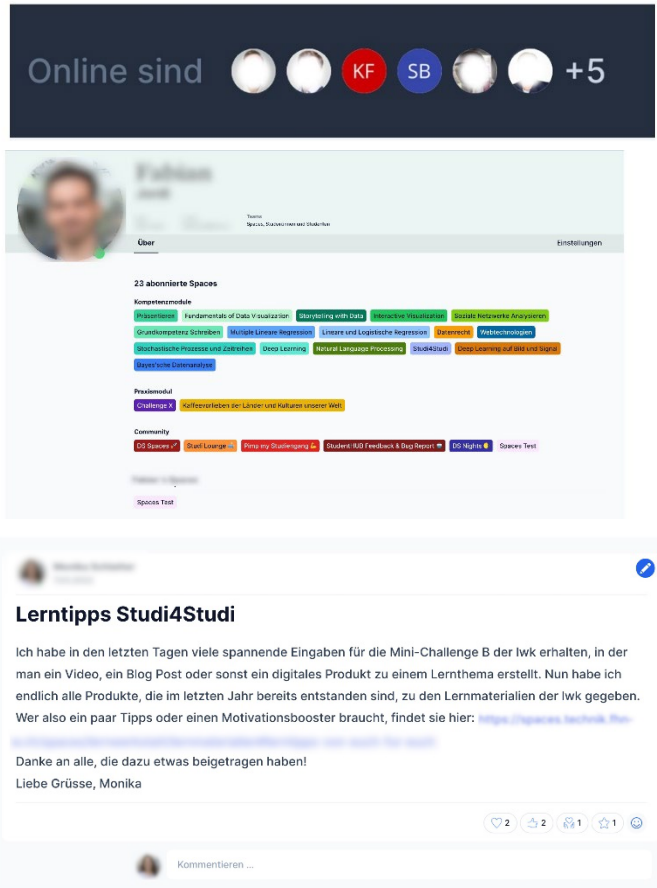 Online sind KF SB +5
Fabian
Teams
Spaces, Studentinnen und Studenten
Über Einstellungen
23 abonnierte Spaces
Kompetenzmodule
Präsentieren Fundamentals of Data Visualization Storytelling with Data Interactive Visualization Soziale Netzwerke Analysieren
Grundkompetenz Schreiben Multiple Lineare Regression Lineare und Logistische Regression Datenrecht Webtechnologien
Stochastische Prozesse und Zeitreihen Deep Learning Natural Language Processing Studi4Studi Deep Learning auf Bild und Signal
Bayes'sche Datenanalyse
Praxismodul
Challenge X Kaffeevorlieben der Länder und Kulturen unserer Welt
Community
DS Spaces Studi Lounge Pimp my Studiengang StudentHUB Feedback & Bug Report DS Nights Spaces Test
Spaces Test
Lerntipps Studi4Studi
Ich habe in den letzten Tagen viele spannende Eingaben für die Mini-Challenge B der lwk erhalten, in der
man ein Video, ein Blog Post oder sonst ein digitales Produkt zu einem Lernthema erstellt. Nun habe ich
endlich alle Produkte, die im letzten Jahr bereits entstanden sind, zu den Lernmaterialien der lwk gegeben.
Wer also ein paar Tipps oder einen Motivationsbooster braucht, findet sie hier:
Danke an alle, die dazu etwas beigetragen haben!
Liebe Grüsse, Monika
2 2 1 1
Kommentieren ...